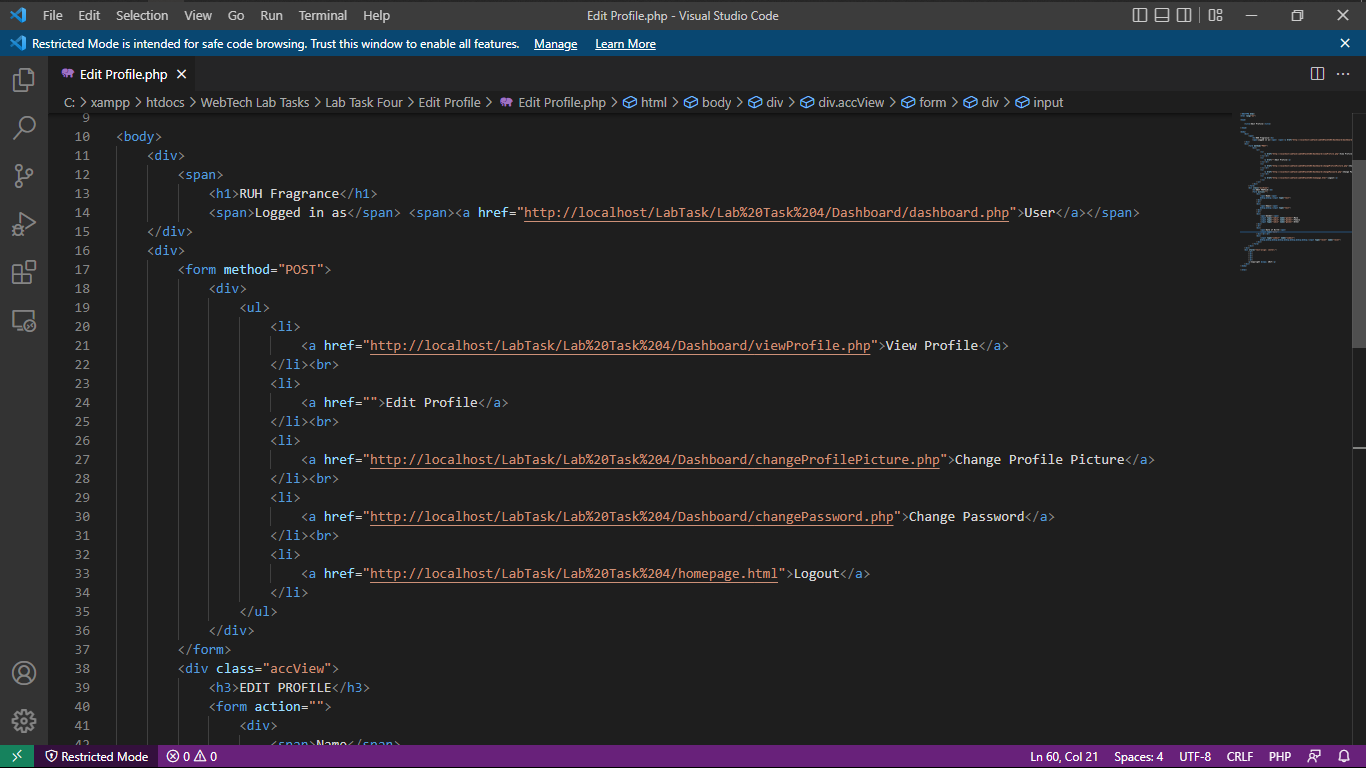 File Edit Selection View Go Run Terminal Help Edit Profile.php - Visual Studio Code
Restricted Mode is intended for safe code browsing. Trust this window to enable all features. Manage Learn More
Edit Profile.php
C: > xampp > htdocs > WebTech Lab Tasks > Lab Task Four > Edit Profile > Edit Profile.php > html > body > div > div.accView > form > div > input
9
10 <body>
11 <div>
12 <span>
13 <h1>RUH Fragrance</h1>
14 <span>Logged in as</span> <span><a href="http://localhost/LabTask/Lab%20Task%204/Dashboard/dashboard.php">User</a></span>
15 </div>
16 <div>
17 <form method="POST">
18 <div>
19 <ul>
20 <li>
21 <a href="http://localhost/LabTask/Lab%20Task%204/Dashboard/viewProfile.php">View Profile</a>
22 </li><br>
23 <li>
24 <a href="">Edit Profile</a>
25 </li><br>
26 <li>
27 <a href="http://localhost/LabTask/Lab%20Task%204/Dashboard/changeProfilePicture.php">Change Profile Picture</a>
28 </li><br>
29 <li>
30 <a href="http://localhost/LabTask/Lab%20Task%204/Dashboard/changePassword.php">Change Password</a>
31 </li><br>
32 <li>
33 <a href="http://localhost/LabTask/Lab%20Task%204/homepage.html">Logout</a>
34 </li>
35 </ul>
36 </div>
37 </form>
38 <div class="accView">
39 <h3>EDIT PROFILE</h3>
40 <form action="">
41 <div>
42 <span>Name</span>
Restricted Mode 0 0 Ln 60, Col 21 Spaces: 4 UTF-8 CRLF PHP